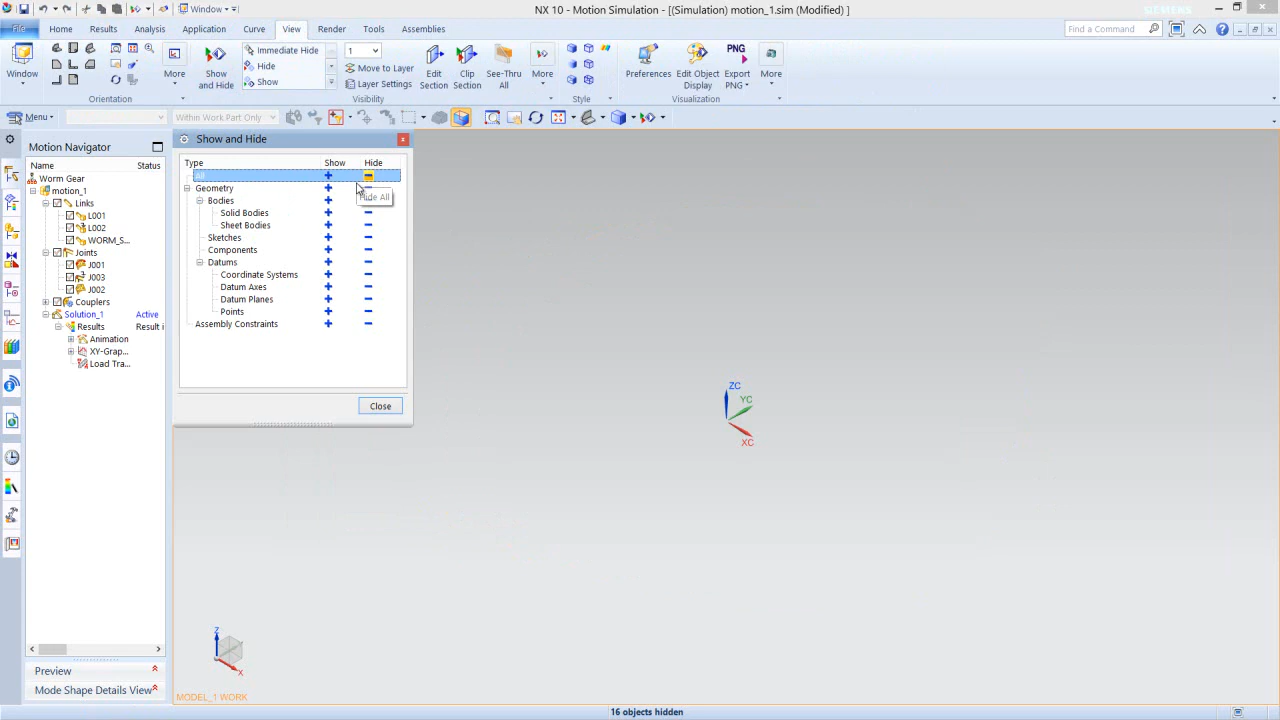 Window
NX 10 - Motion Simulation - [(Simulation) motion_1.sim (Modified) ]
SIEMENS
File
Home
Results
Analysis
Application
Curve
View
Render
Tools
Assemblies
Find a Command
Window
More
Show and Hide
Immediate Hide
Hide
Show
1
Move to Layer
Layer Settings
Edit Section
Clip Section
See-Thru All
More
Preferences
Edit Object Display
PNG
Export PNG
More
Orientation
Visibility
Style
Visualization
Menu
Within Work Part Only
Motion Navigator
Name Status
Worm Gear
motion_1
Links
L001
L002
WORM_S...
Joints
J001
J003
J002
Couplers
Solution_1 Active
Results Result i
Animation
XY-Grap...
Load Tra...
Preview
Mode Shape Details View
Show and Hide
Type Show Hide
All
Geometry
Bodies
Solid Bodies
Sheet Bodies
Sketches
Components
Datums
Coordinate Systems
Datum Axes
Datum Planes
Points
Assembly Constraints
Hide All
Close
ZC
YC
XC
Z
X
MODEL_1 WORK
16 objects hidden